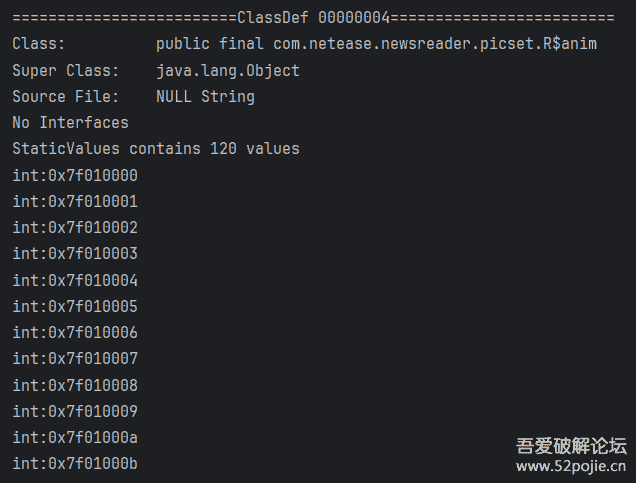 =========================ClassDef 00000004=========================
Class:          public final com.netease.newsreader.picset.R$anim
Super Class:    java.lang.Object
Source File:    NULL String
No Interfaces
StaticValues contains 120 values
int:0x7f010000
int:0x7f010001
int:0x7f010002
int:0x7f010003
int:0x7f010004
int:0x7f010005
int:0x7f010006
int:0x7f010007
int:0x7f010008
int:0x7f010009
int:0x7f01000a
int:0x7f01000b
吾爱破解论坛
www.52pojie.cn